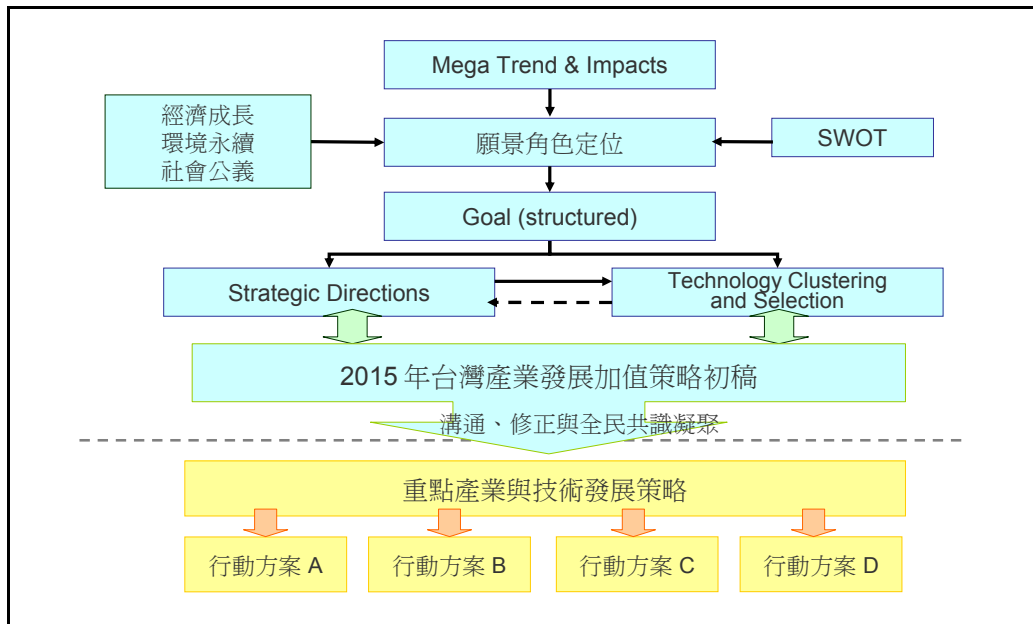 Mega Trend & Impacts
經濟成長
環境永續
社會公義
願景角色定位
SWOT
Goal (structured)
Strategic Directions
Technology Clustering
and Selection
2015 年台灣產業發展加值策略初稿
溝通、修正與全民共識凝聚
重點產業與技術發展策略
行動方案 A
行動方案 B
行動方案 C
行動方案 D